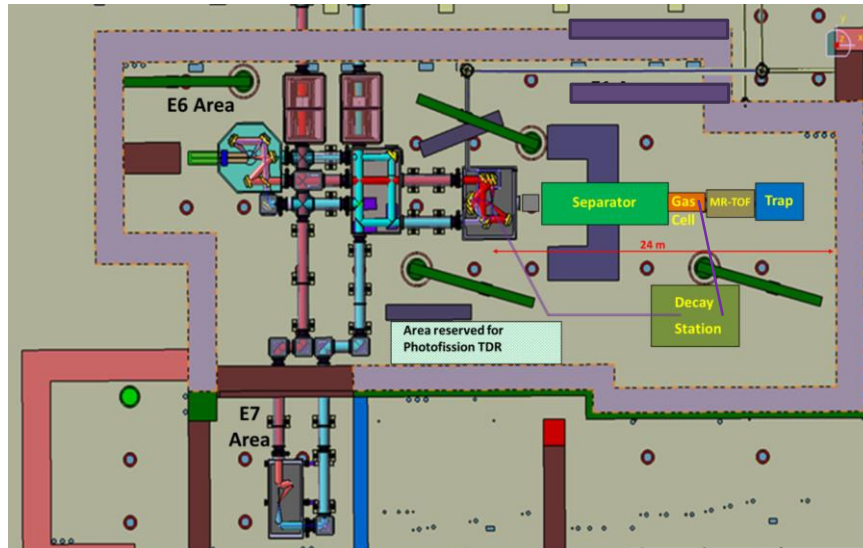 y
z x
E6 Area
Separator
Gas
Cell
MR-TOF
Trap
24 m
Decay
Station
Area reserved for
Photofission TDR
E7
Area